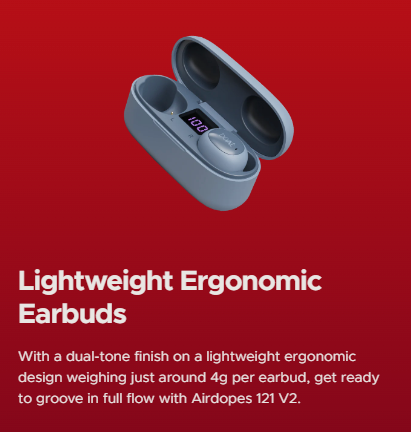 100
Lightweight Ergonomic
Earbuds
With a dual-tone finish on a lightweight ergonomic
design weighing just around 4g per earbud, get ready
to groove in full flow with Airdopes 121 V2.